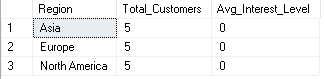 Region Total_Customers Avg_Interest_Level
1 Asia 5 0
2 Europe 5 0
3 North America 5 0